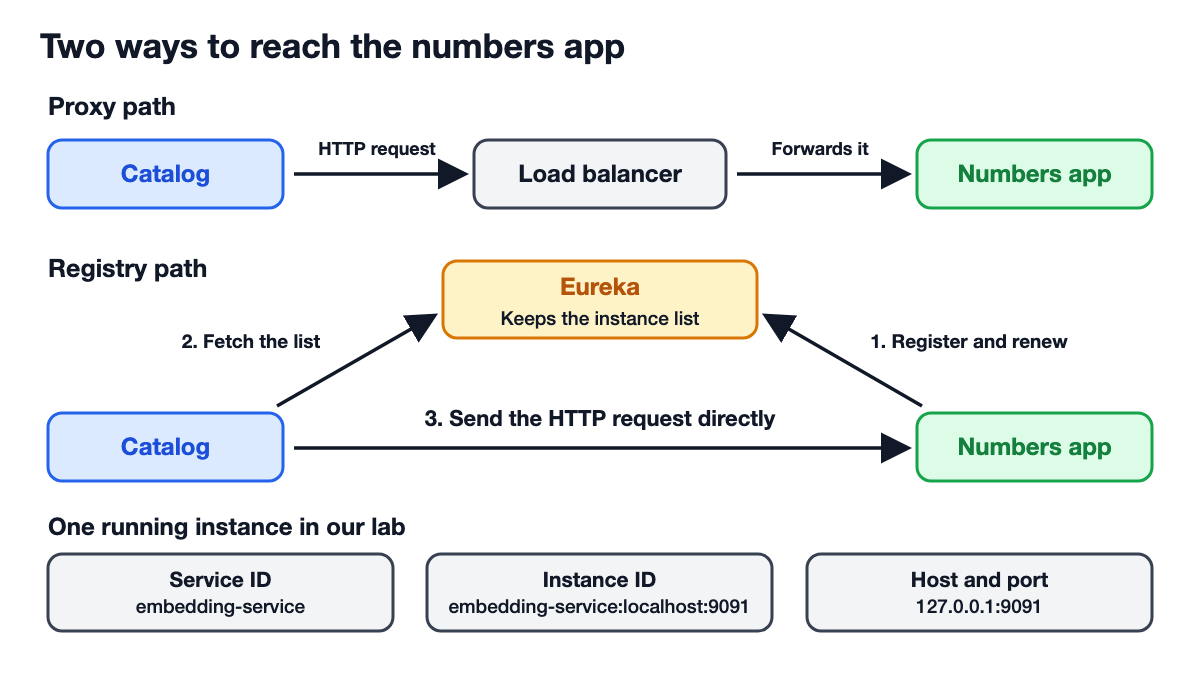 Two ways to reach the numbers app
Proxy path
Catalog
HTTP request
Load balancer
Forwards it
Numbers app
Registry path
Eureka
Keeps the instance list
2. Fetch the list
1. Register and renew
Catalog
3. Send the HTTP request directly
Numbers app
One running instance in our lab
Service ID
embedding-service
Instance ID
embedding-service:localhost:9091
Host and port
127.0.0.1:9091